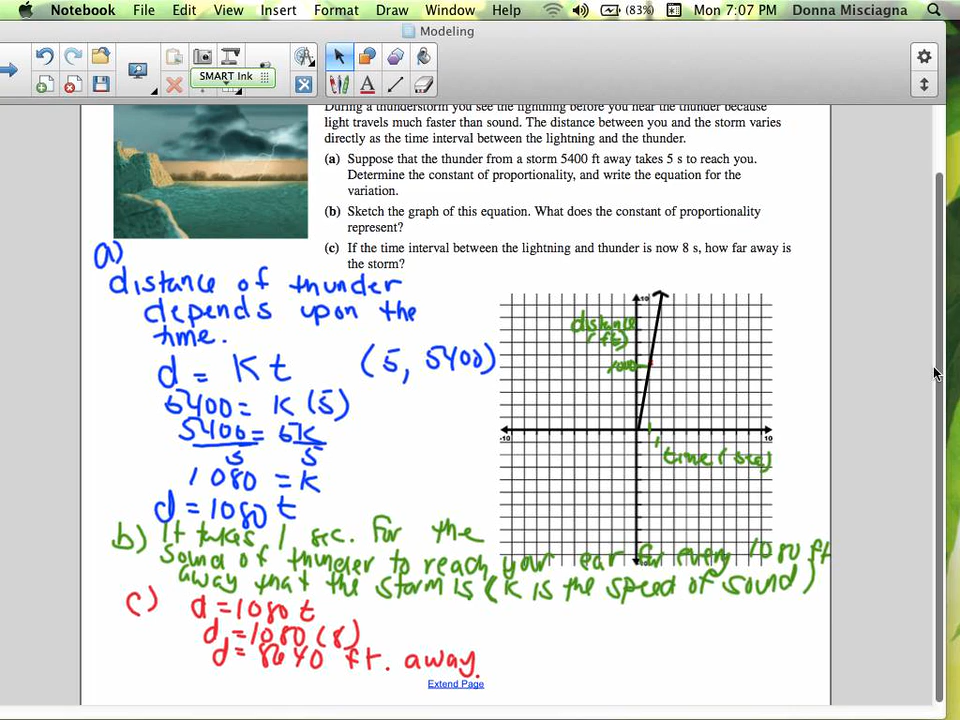 Notebook File Edit View Insert Format Draw Window Help (83%) Mon 7:07 PM Donna Misciagna
Modeling
SMART Ink
During a thunderstorm you see the lightning before you hear the thunder because
light travels much faster than sound. The distance between you and the storm varies
directly as the time interval between the lightning and the thunder.
(a) Suppose that the thunder from a storm 5400 ft away takes 5 s to reach you.
Determine the constant of proportionality, and write the equation for the
variation.
(b) Sketch the graph of this equation. What does the constant of proportionality
represent?
(c) If the time interval between the lightning and thunder is now 8 s, how far away is
the storm?
a)
distance of thunder
depends upon the
time.
d = Kt (5, 5400)
5400 = K (5)
5400 = 5K
5 5
1080 = K
d = 1080 t
10
distance
(ft)
1000
-10 10
1
time (sec)
-10
b) It takes 1 sec. for the
sound of thunder to reach your ear for every 1080 ft
away that the storm is (K is the speed of sound)
c) d = 1080 t
d = 1080 (8)
d = 8640 ft. away.
Extend Page